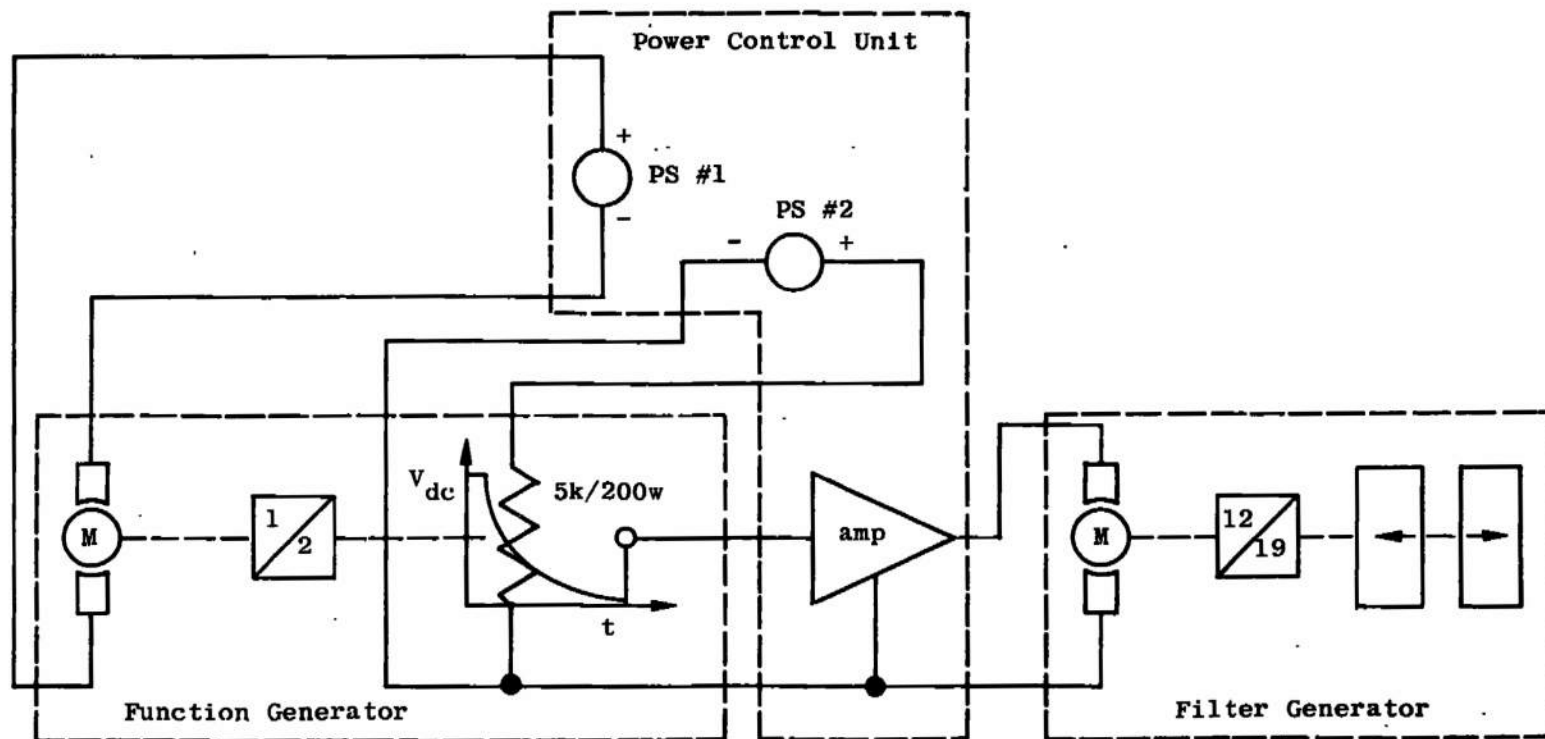 Power Control Unit
+
PS #1
-
PS #2
- +
V dc
5k/200w
M
1/2
amp
M
12/19
t
Function Generator
Filter Generator